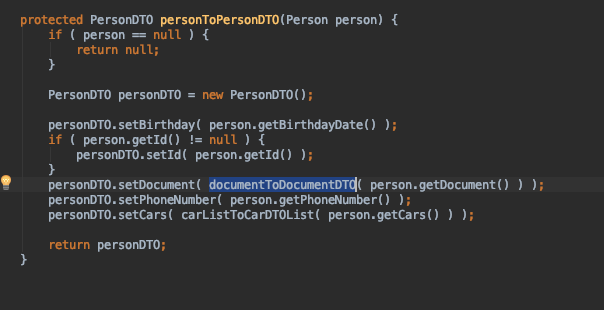 protected PersonDTO personToPersonDTO(Person person) {
    if ( person == null ) {
        return null;
    }

    PersonDTO personDTO = new PersonDTO();

    personDTO.setBirthday( person.getBirthdayDate() );
    if ( person.getId() != null ) {
        personDTO.setId( person.getId() );
    }
    personDTO.setDocument( documentToDocumentDTO( person.getDocument() ) );
    personDTO.setPhoneNumber( person.getPhoneNumber() );
    personDTO.setCars( carListToCarDTOList( person.getCars() ) );

    return personDTO;
}